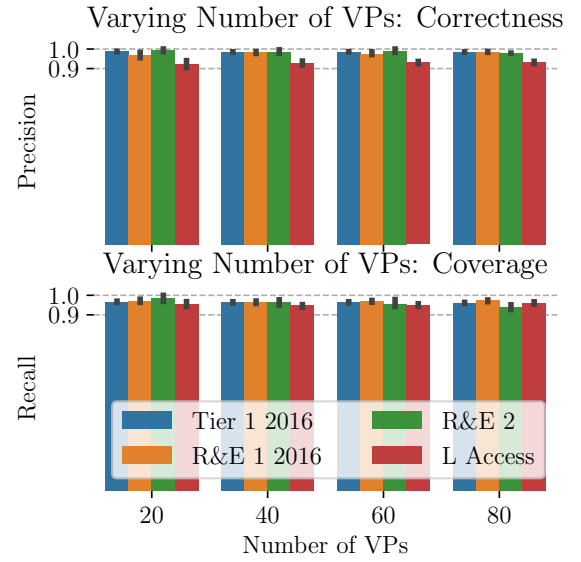 Varying Number of VPs: Correctness
1.0
0.9
Precision
Varying Number of VPs: Coverage
1.0
0.9
Recall
Tier 1 2016
R&E 2
R&E 1 2016
L Access
20 40 60 80
Number of VPs